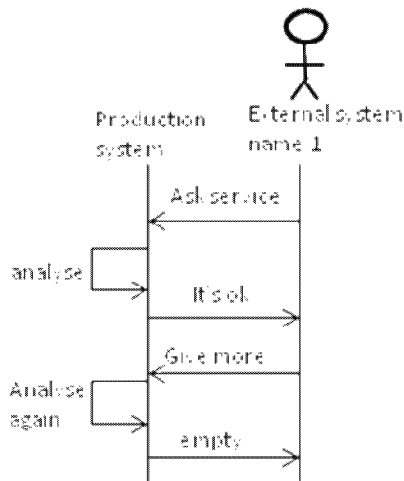 Production
system
External system
name 1
Ask service
analyse
It's ok
Give more
Analyse
again
empty